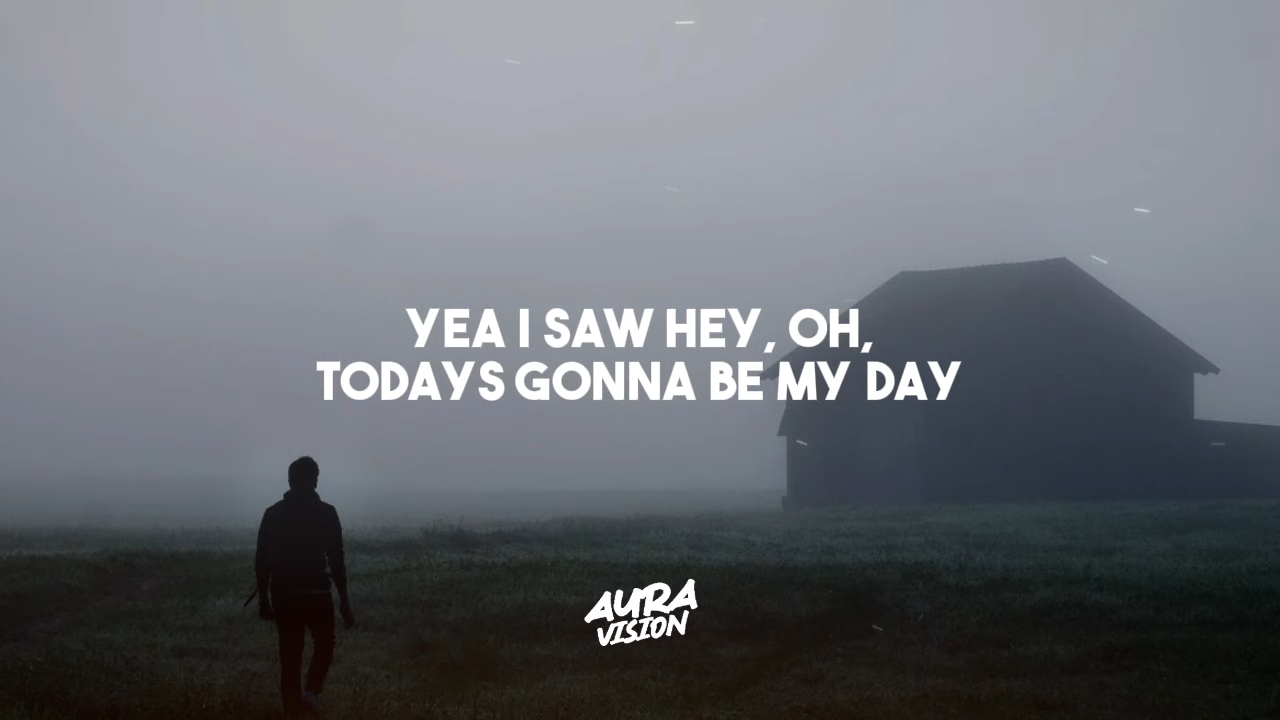 YEA I SAW HEY, OH,
TODAYS GONNA BE MY DAY
AURA
VISION